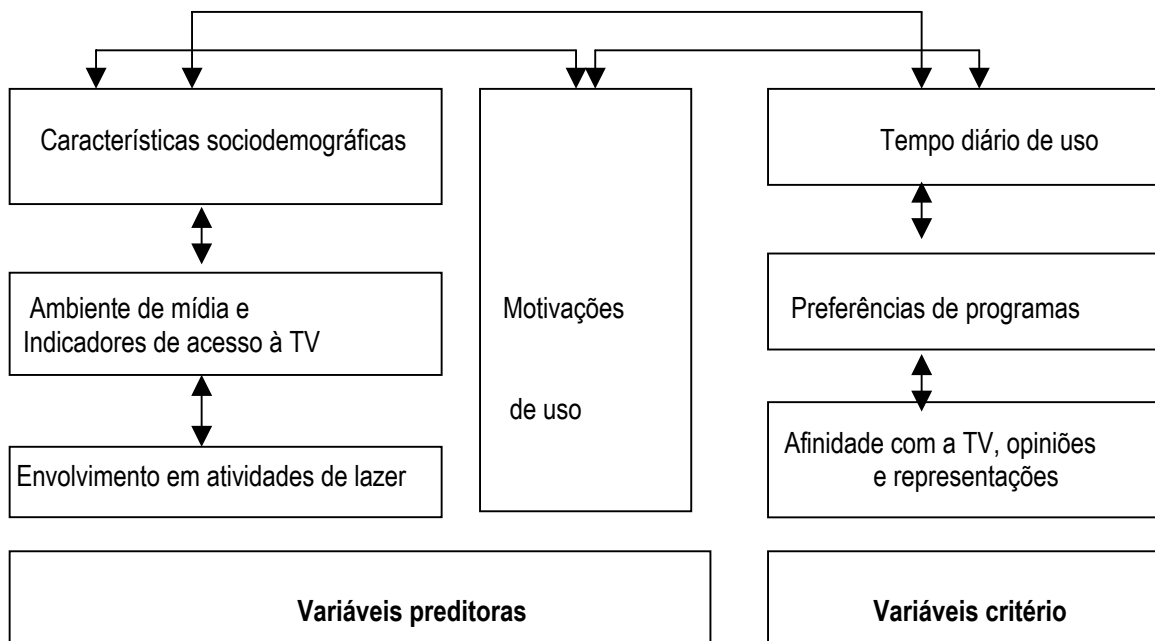 Características sociodemográficas
Ambiente de mídia e
Indicadores de acesso à TV
Envolvimento em atividades de lazer
Motivações
de uso
Tempo diário de uso
Preferências de programas
Afinidade com a TV, opiniões
e representações
Variáveis preditoras
Variáveis critério